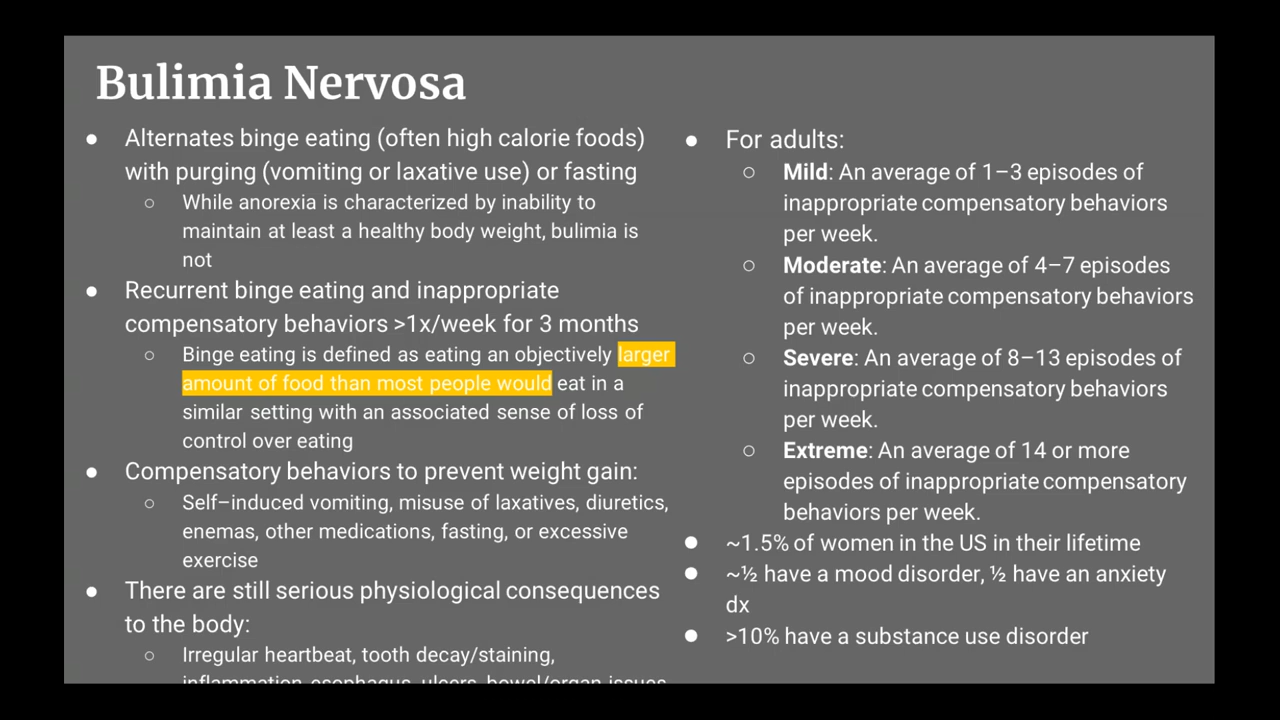 Bulimia Nervosa
● Alternates binge eating (often high calorie foods)
with purging (vomiting or laxative use) or fasting
○ While anorexia is characterized by inability to
maintain at least a healthy body weight, bulimia is
not
● Recurrent binge eating and inappropriate
compensatory behaviors >1x/week for 3 months
○ Binge eating is defined as eating an objectively larger
amount of food than most people would eat in a
similar setting with an associated sense of loss of
control over eating
● Compensatory behaviors to prevent weight gain:
○ Self–induced vomiting, misuse of laxatives, diuretics,
enemas, other medications, fasting, or excessive
exercise
● There are still serious physiological consequences
to the body:
○ Irregular heartbeat, tooth decay/staining,
inflammation esophagus, ulcers, bowel/organ issues
● For adults:
○ Mild: An average of 1–3 episodes of
inappropriate compensatory behaviors
per week.
○ Moderate: An average of 4–7 episodes
of inappropriate compensatory behaviors
per week.
○ Severe: An average of 8–13 episodes of
inappropriate compensatory behaviors
per week.
○ Extreme: An average of 14 or more
episodes of inappropriate compensatory
behaviors per week.
● ~1.5% of women in the US in their lifetime
● ~½ have a mood disorder, ½ have an anxiety
dx
● >10% have a substance use disorder